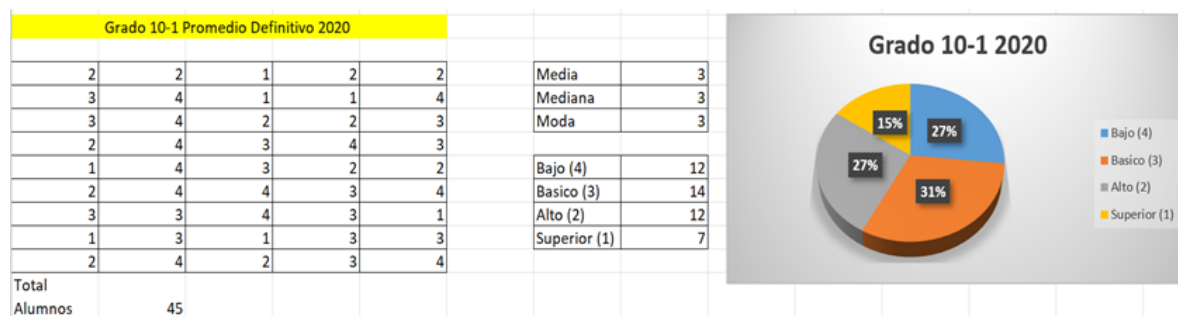 Grado 10-1 Promedio Definitivo 2020
2 2 1 2 2
3 4 1 1 4
3 4 2 2 3
2 4 3 4 3
1 4 3 2 2
2 4 4 3 4
3 3 4 3 1
1 3 1 3 3
2 4 2 3 4
Total
Alumnos 45
Media 3
Mediana 3
Moda 3
Bajo (4) 12
Basico (3) 14
Alto (2) 12
Superior (1) 7
Grado 10-1 2020
15%
27%
27%
31%
Bajo (4)
Basico (3)
Alto (2)
Superior (1)